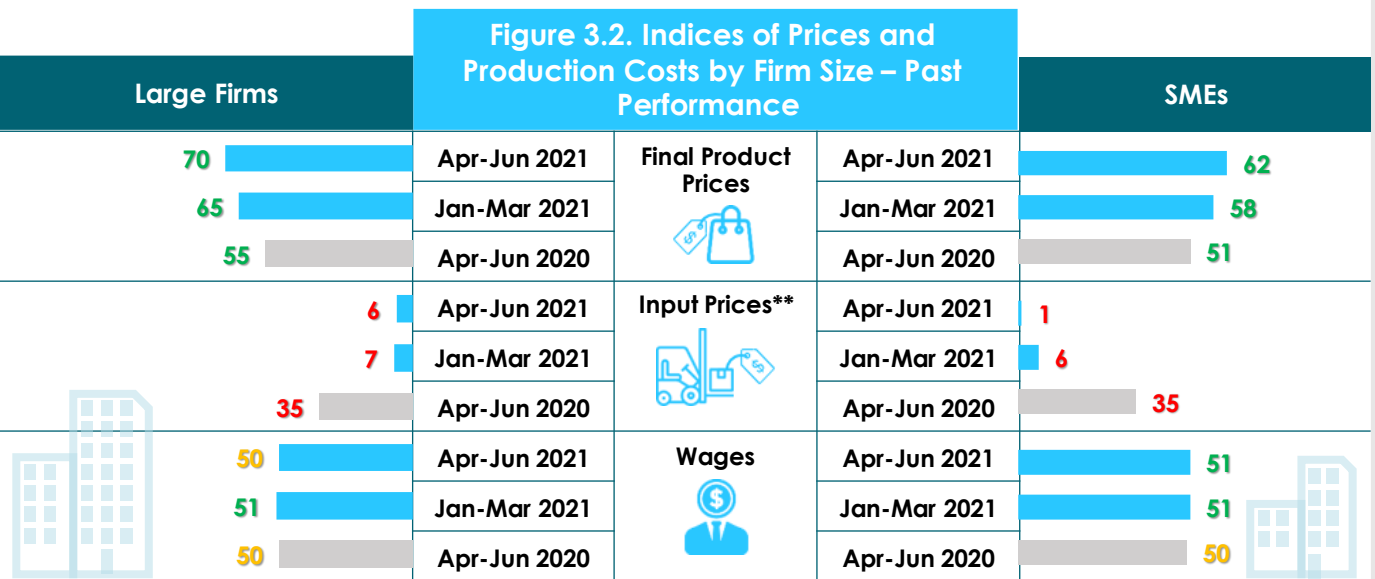 Figure 3.2. Indices of Prices and
Production Costs by Firm Size – Past
Performance
Large Firms
SMEs
70
Apr-Jun 2021
Final Product
Prices
Apr-Jun 2021
62
65
Jan-Mar 2021
Jan-Mar 2021
58
55
Apr-Jun 2020
Apr-Jun 2020
51
6
Apr-Jun 2021
Input Prices**
Apr-Jun 2021
1
7
Jan-Mar 2021
Jan-Mar 2021
6
35
Apr-Jun 2020
Apr-Jun 2020
35
50
Apr-Jun 2021
Wages
Apr-Jun 2021
51
51
Jan-Mar 2021
$
Jan-Mar 2021
51
50
Apr-Jun 2020
Apr-Jun 2020
50